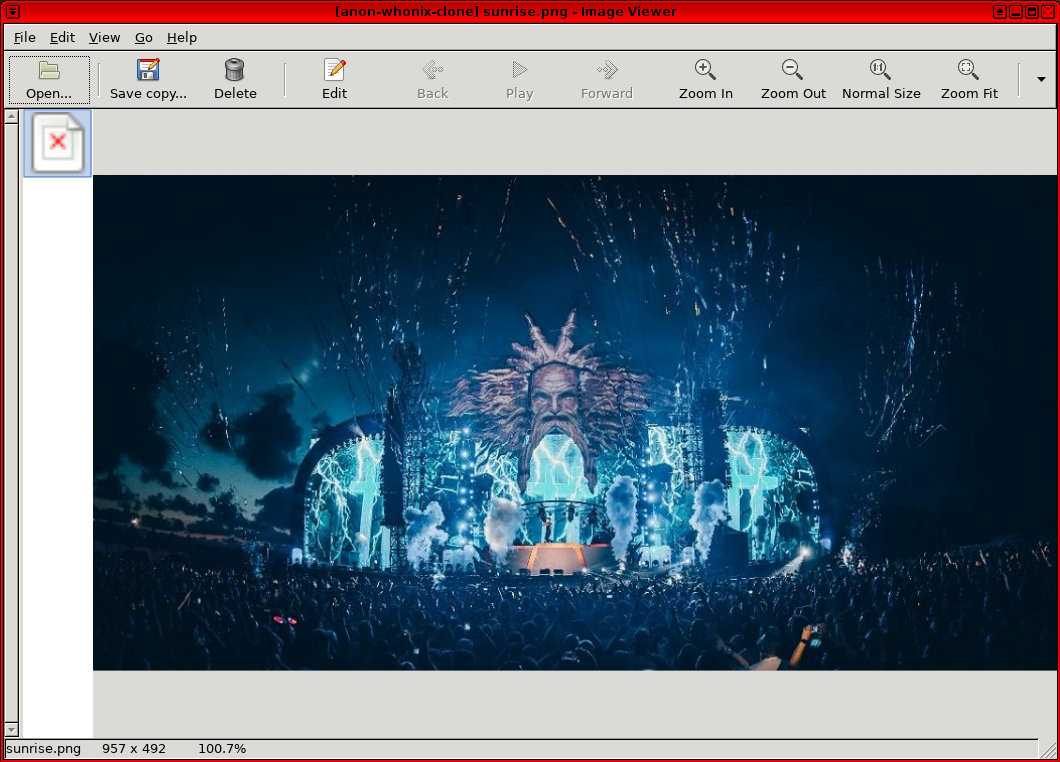 [anon-whonix-clone] sunrise.png - Image Viewer
File Edit View Go Help
Open... Save copy... Delete Edit Back Play Forward Zoom In Zoom Out Normal Size Zoom Fit
sunrise.png 957 x 492 100.7%